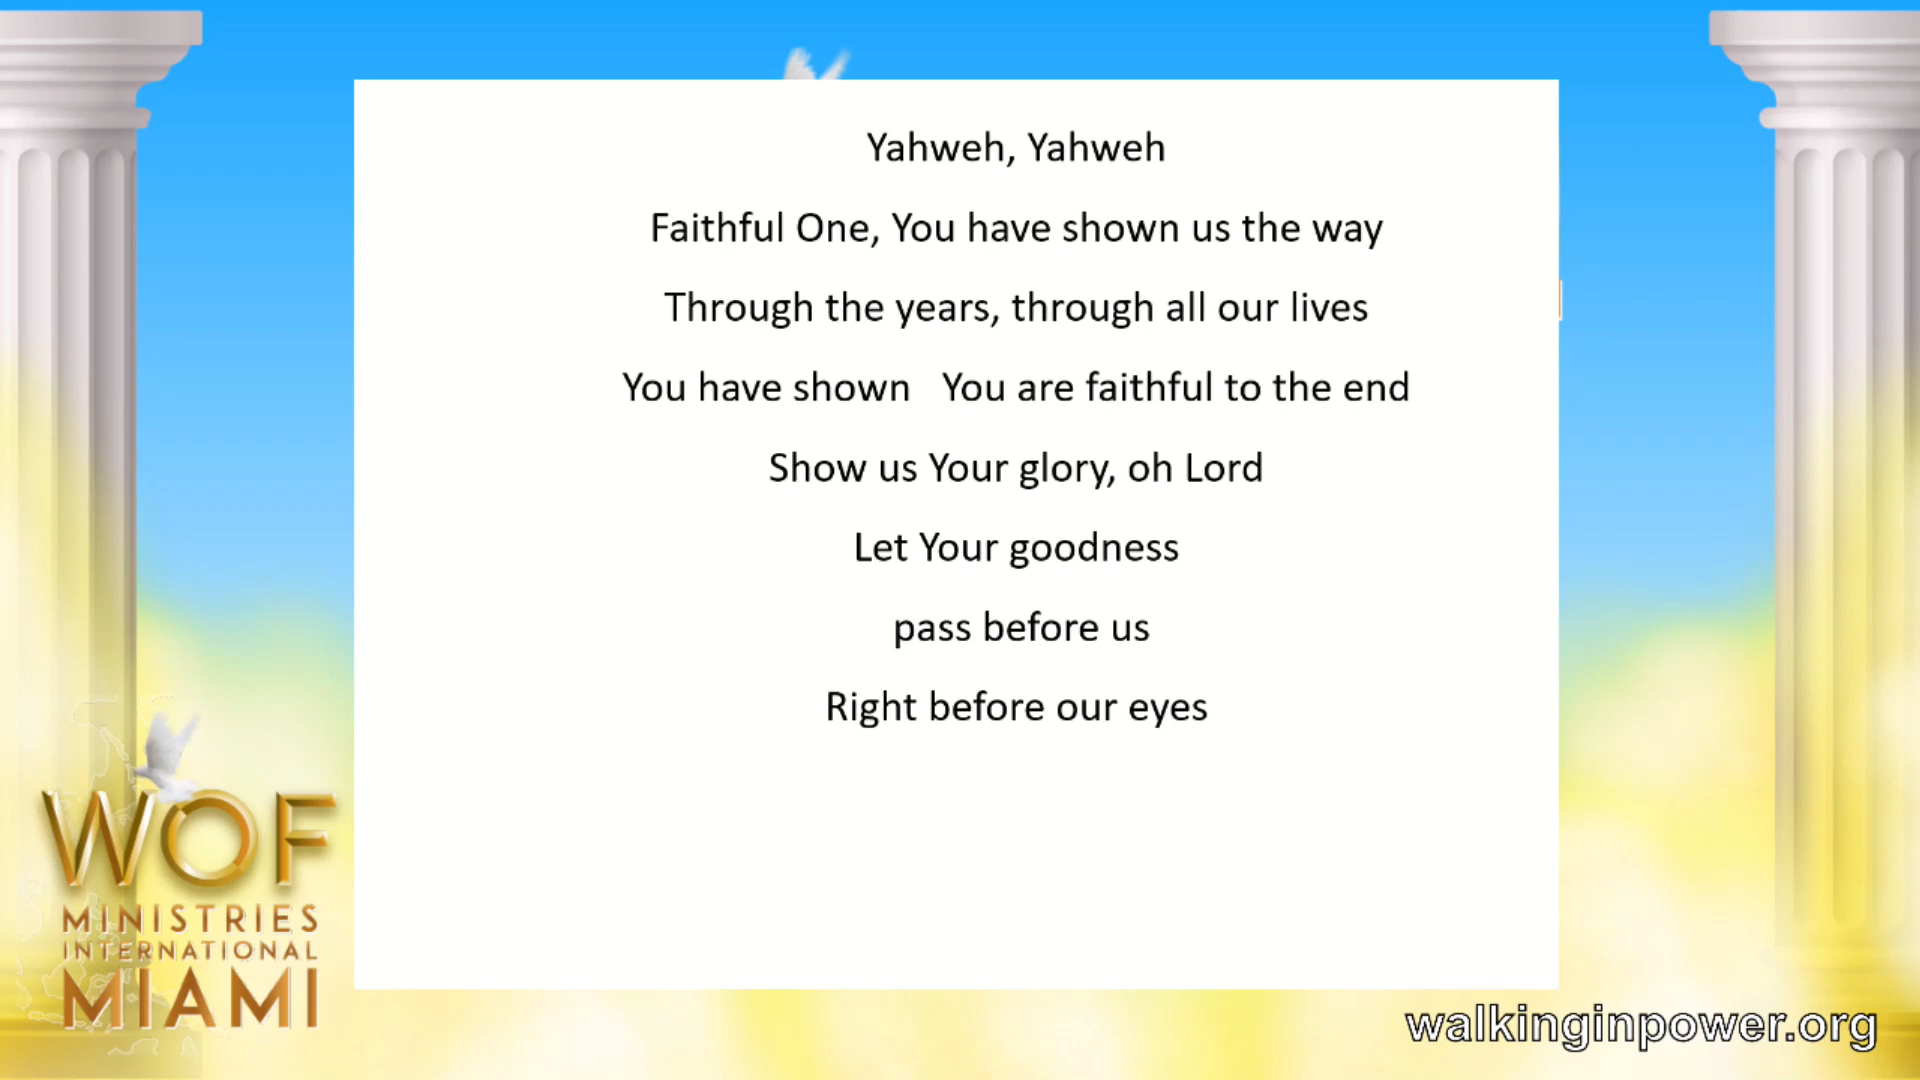 Yahweh, Yahweh
Faithful One, You have shown us the way
Through the years, through all our lives
You have shown   You are faithful to the end
Show us Your glory, oh Lord
Let Your goodness
pass before us
Right before our eyes
WOF
MINISTRIES
INTERNATIONAL
MIAMI
walkinginpower.org